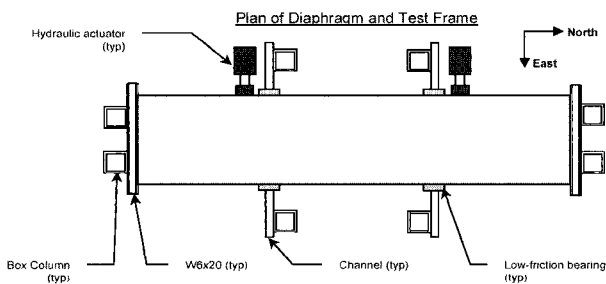 Plan of Diaphragm and Test Frame
Hydraulic actuator
(typ)
North
East
Box Column
(typ)
W6x20 (typ)
Channel (typ)
Low-friction bearing
(typ)